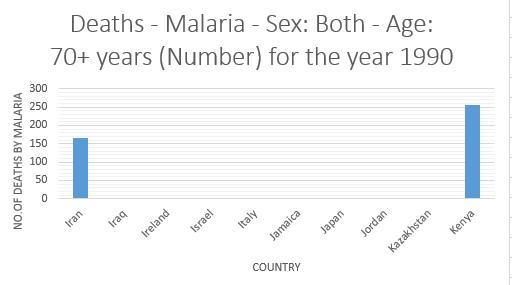 Deaths - Malaria - Sex: Both - Age:
70+ years (Number) for the year 1990
NO.OF DEATHS BY MALARIA
300
250
200
150
100
50
0
Iran
Iraq
Ireland
Israel
Italy
Jamaica
Japan
Jordan
Kazakhstan
Kenya
COUNTRY